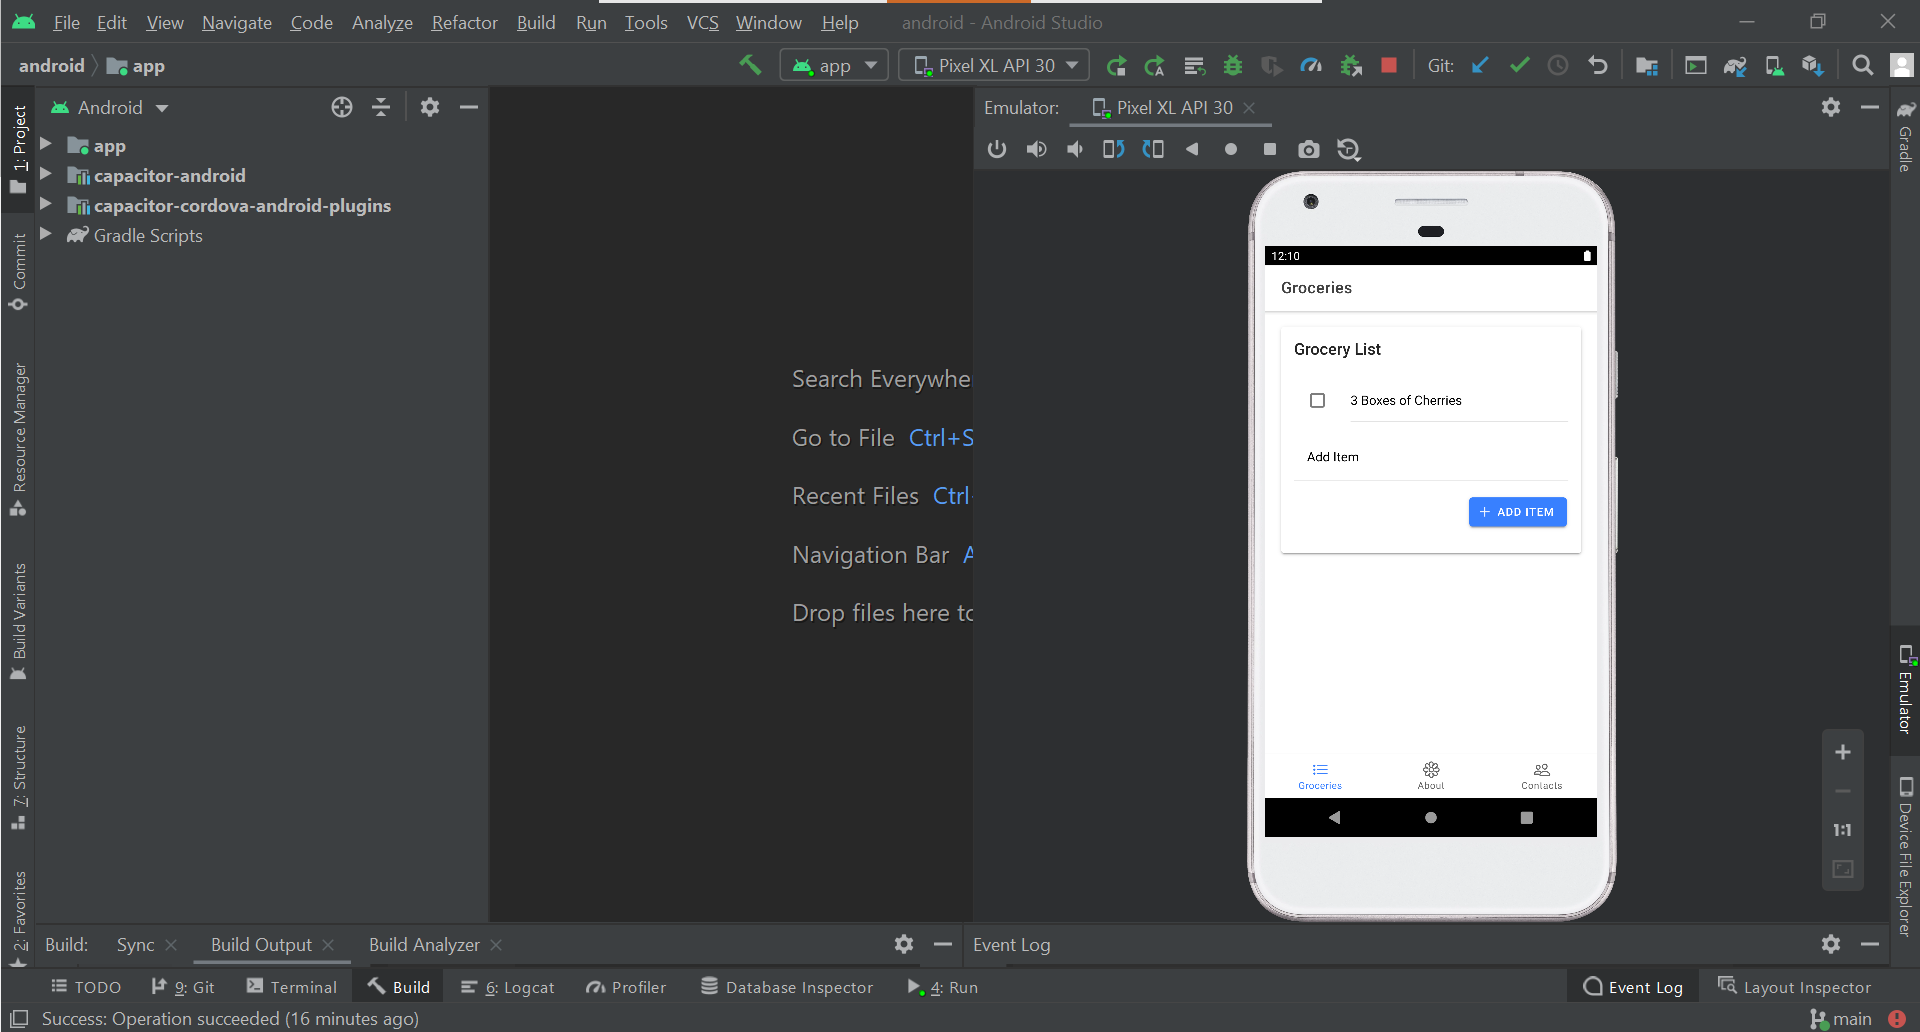 File Edit View Navigate Code Analyze Refactor Build Run Tools VCS Window Help android - Android Studio
android app
app
Pixel XL API 30
Git:
1: Project
Commit
Resource Manager
Build Variants
7: Structure
2: Favorites
Android
app
capacitor-android
capacitor-cordova-android-plugins
Gradle Scripts
Search Everywhe
Go to File Ctrl+S
Recent Files Ctrl+
Navigation Bar A
Drop files here to
Emulator: Pixel XL API 30
12:10
Groceries
Grocery List
3 Boxes of Cherries
Add Item
+ ADD ITEM
Groceries About Contacts
1:1
Gradle
Emulator
Device File Explorer
Build: Sync Build Output Build Analyzer
Event Log
TODO 9: Git Terminal Build 6: Logcat Profiler Database Inspector 4: Run Event Log Layout Inspector
Success: Operation succeeded (16 minutes ago) main